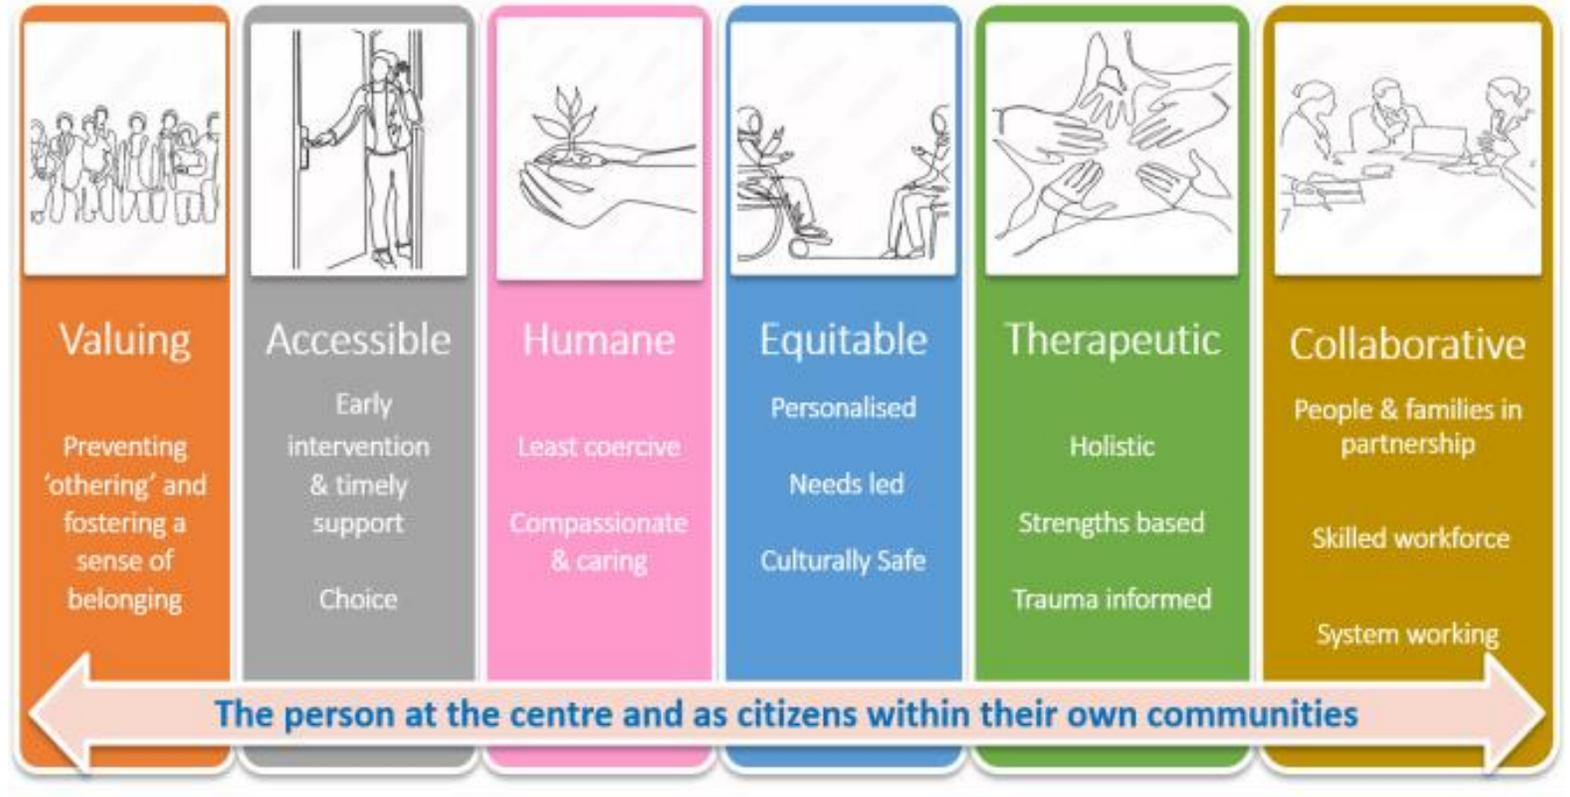 Valuing
Preventing
'othering' and
fostering a
sense of
belonging
Accessible
Early
intervention
& timely
support
Choice
Humane
Least coercive
Compassionate
& caring
Equitable
Personalised
Needs led
Culturally Safe
Therapeutic
Holistic
Strengths based
Trauma informed
Collaborative
People & families in
partnership
Skilled workforce
System working
The person at the centre and as citizens within their own communities